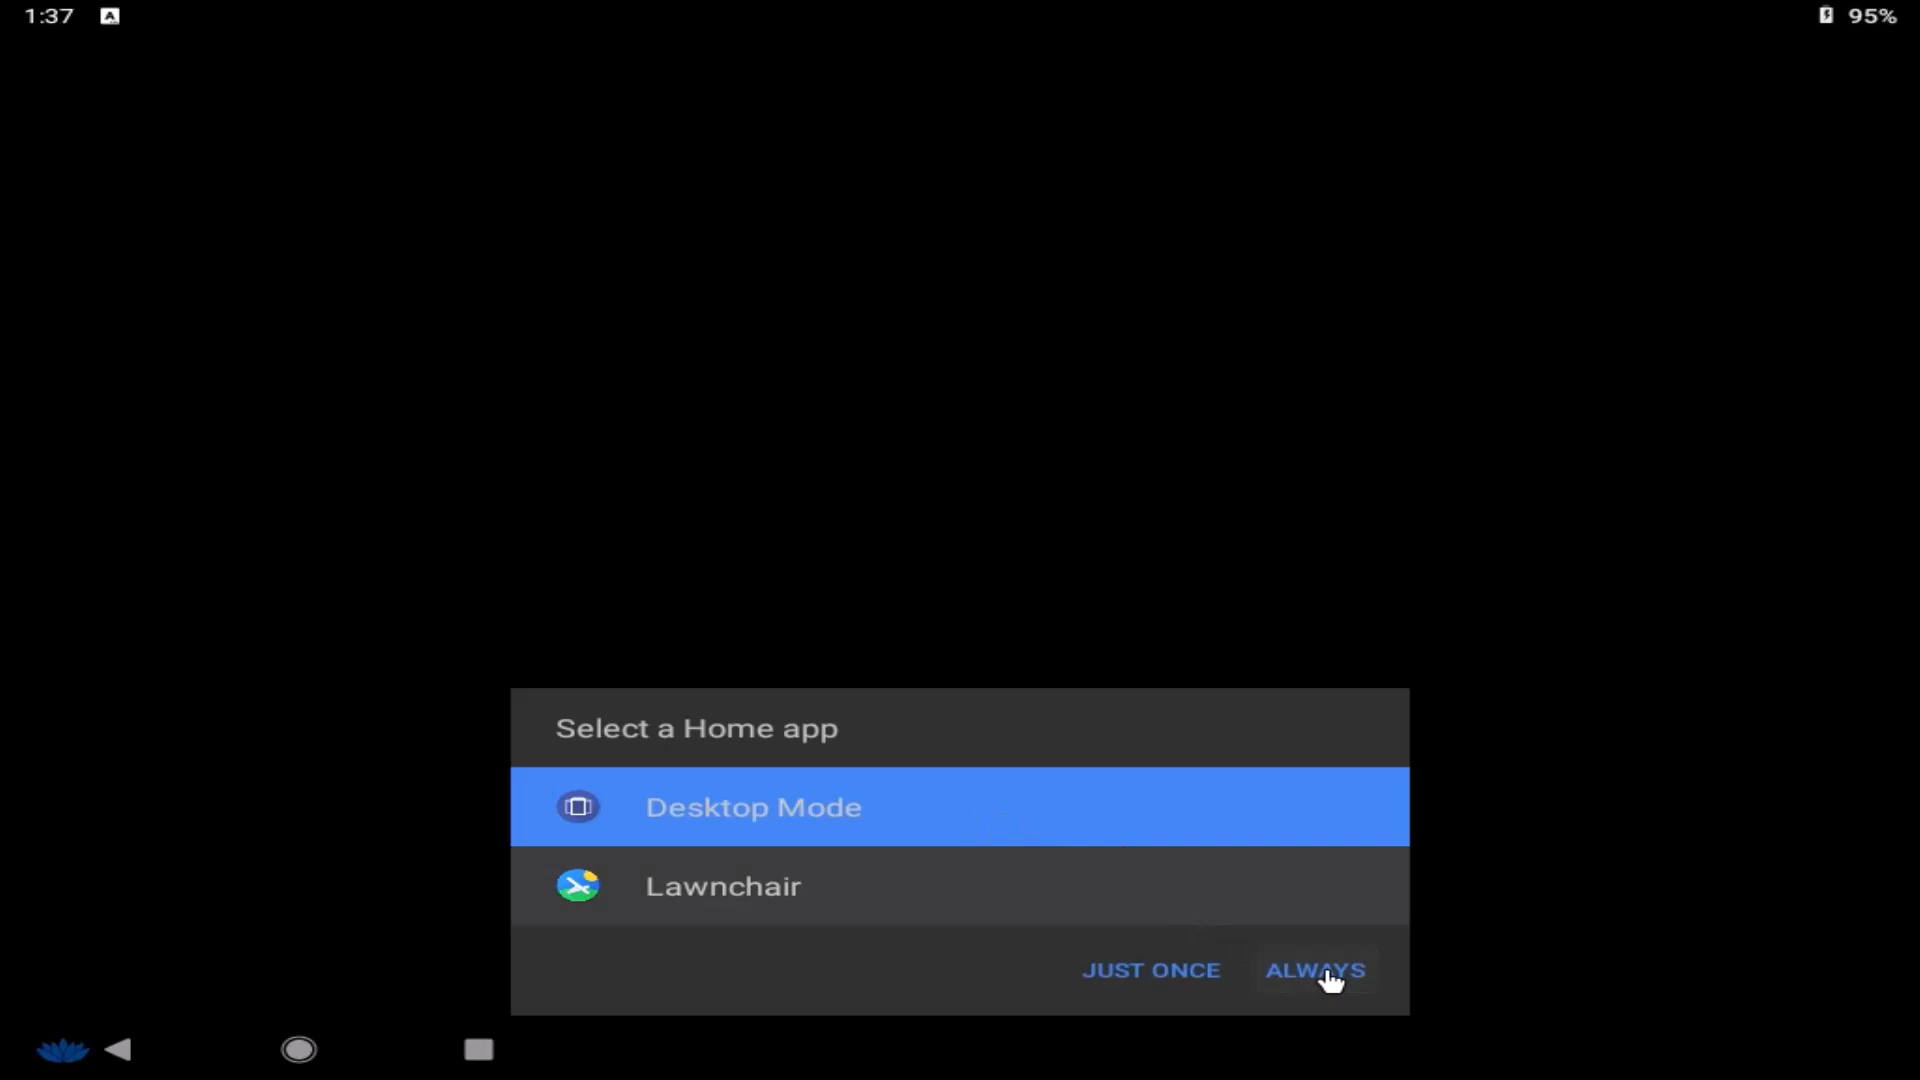 1:37 A 95%
Select a Home app
Desktop Mode
Lawnchair
JUST ONCE ALWAYS